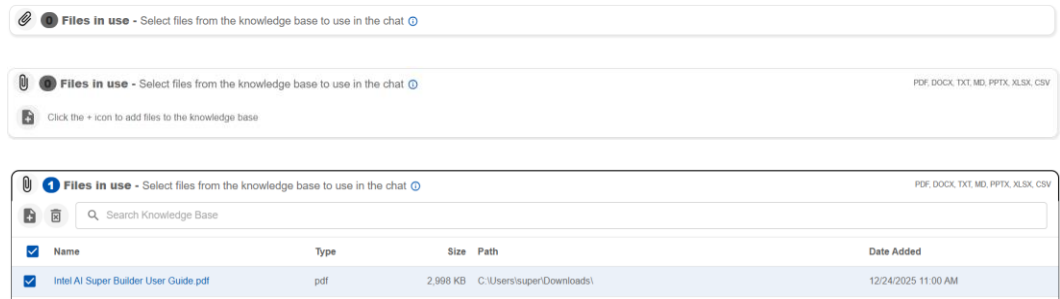 0 Files in use - Select files from the knowledge base to use in the chat
0 Files in use - Select files from the knowledge base to use in the chat PDF, DOCX, TXT, MD, PPTX, XLSX, CSV
Click the + icon to add files to the knowledge base
1 Files in use - Select files from the knowledge base to use in the chat PDF, DOCX, TXT, MD, PPTX, XLSX, CSV
Search Knowledge Base
Name Type Size Path Date Added
Intel AI Super Builder User Guide.pdf pdf 2,998 KB C:\Users\super\Downloads\ 12/24/2025 11:00 AM